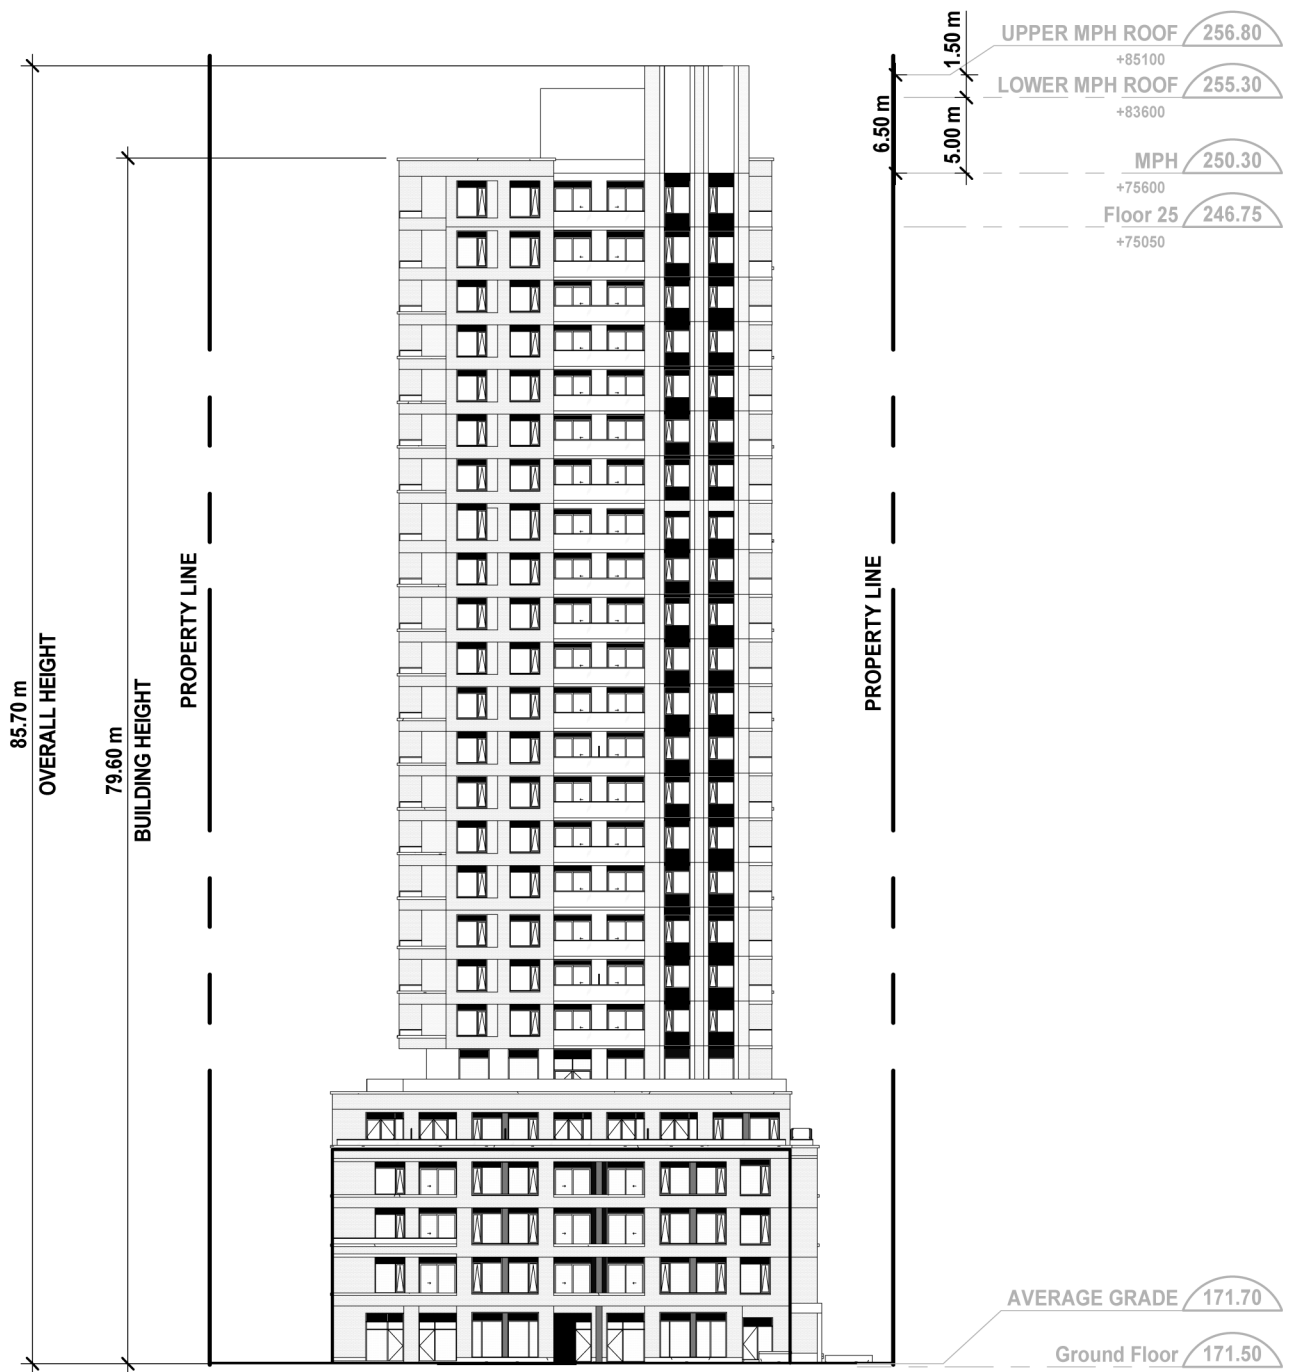 UPPER MPH ROOF 256.80
+85100
1.50 m
LOWER MPH ROOF 255.30
+83600
6.50 m
5.00 m
MPH 250.30
+75600
Floor 25 246.75
+75050
PROPERTY LINE
PROPERTY LINE
85.70 m
OVERALL HEIGHT
79.60 m
BUILDING HEIGHT
AVERAGE GRADE 171.70
Ground Floor 171.50